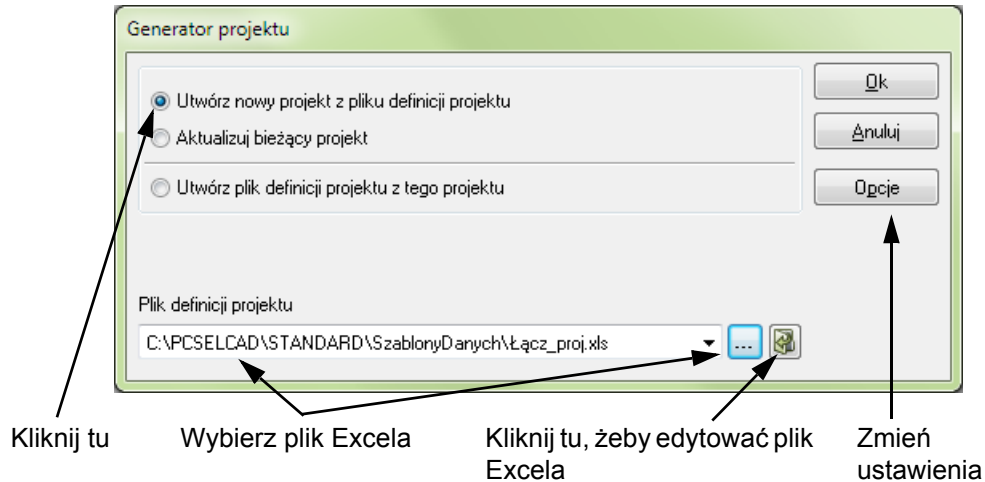 Generator projektu
Utwórz nowy projekt z pliku definicji projektu
Ok
Aktualizuj bieżący projekt
Anuluj
Utwórz plik definicji projektu z tego projektu
Opcje
Plik definicji projektu
C:\PCSELCAD\STANDARD\SzablonyDanych\Łącz_proj.xls
...
Kliknij tu
Wybierz plik Excela
Kliknij tu, żeby edytować plik
Excela
Zmień
ustawienia